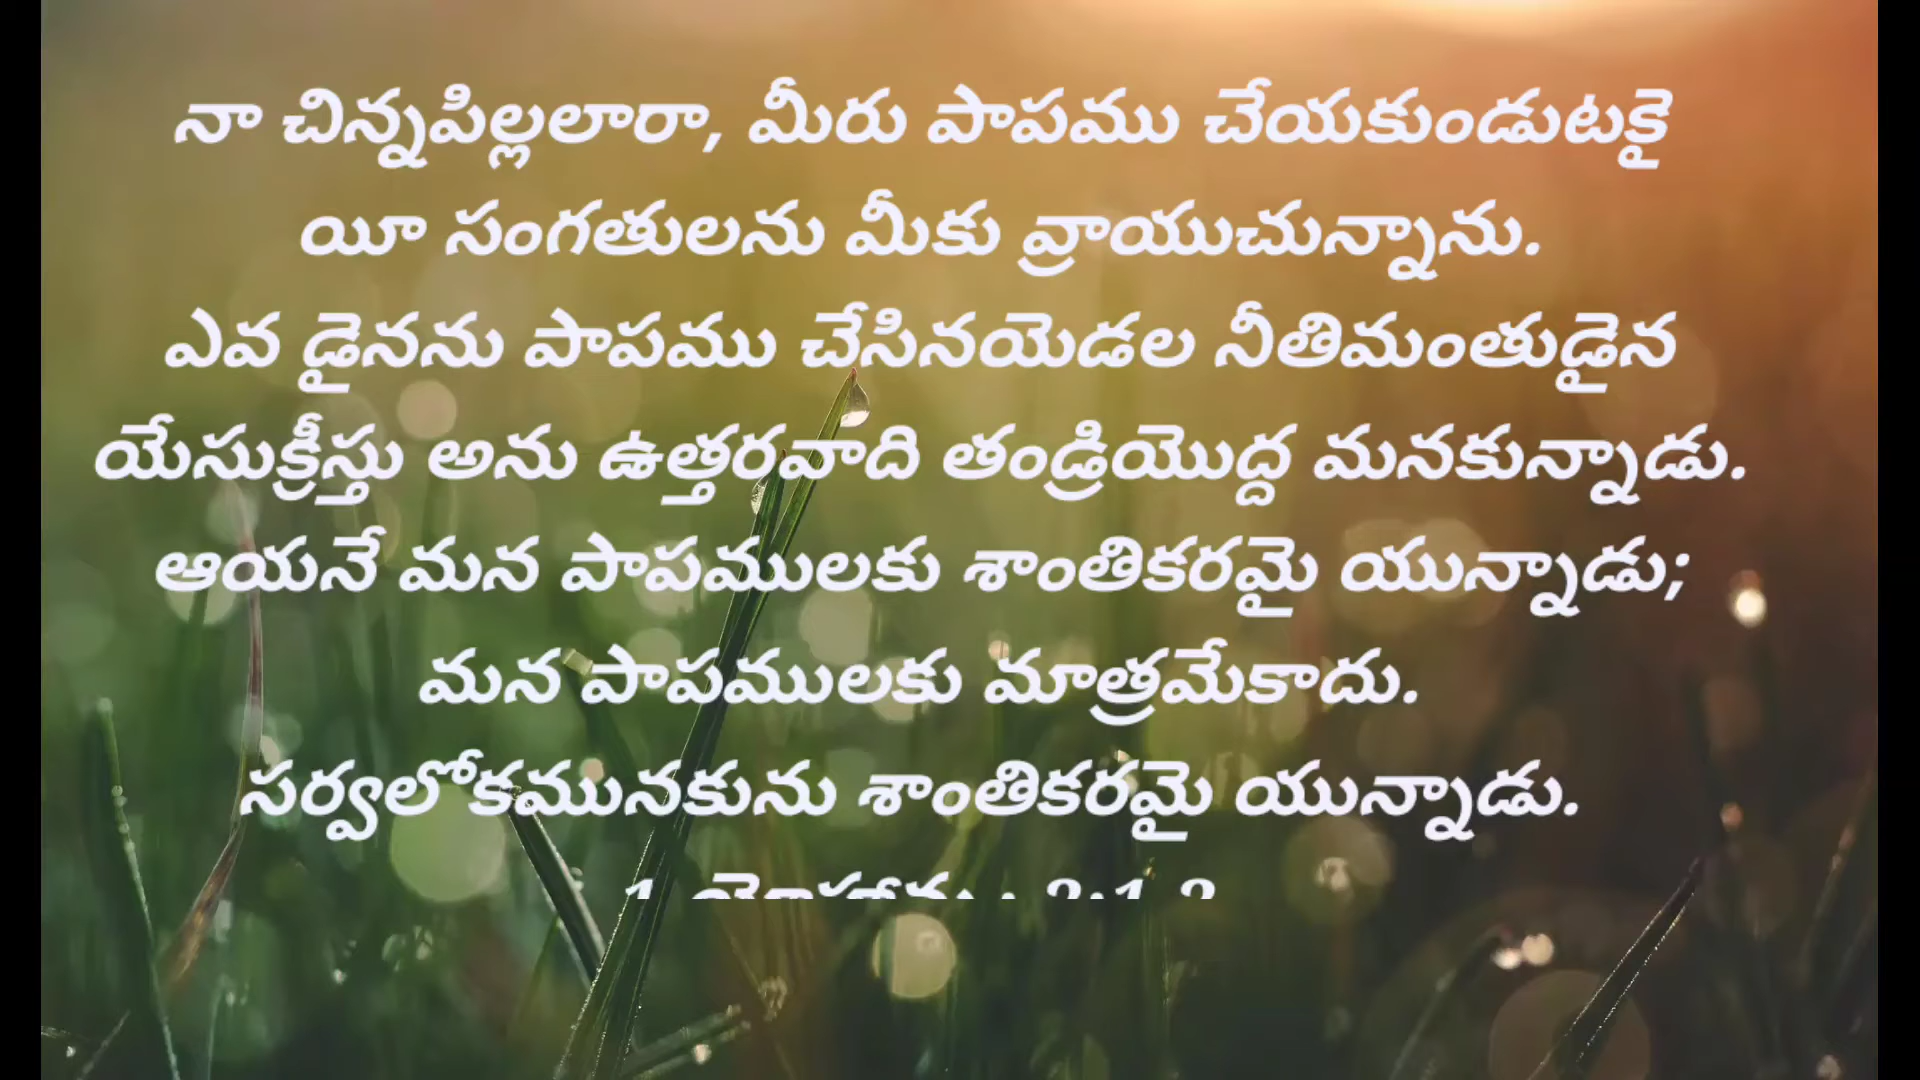 నా చిన్నపిల్లలారా, మీరు పాపము చేయకుండుటకై
యీ సంగతులను మీకు వ్రాయుచున్నాను.
ఎవ డైనను పాపము చేసినయెడల నీతిమంతుడైన
యేసుక్రీస్తు అను ఉత్తరవాది తండ్రియొద్ద మనకున్నాడు.
ఆయనే మన పాపములకు శాంతికరమై యున్నాడు;
మన పాపములకు మాత్రమేకాదు.
సర్వలోకమునకును శాంతికరమై యున్నాడు.